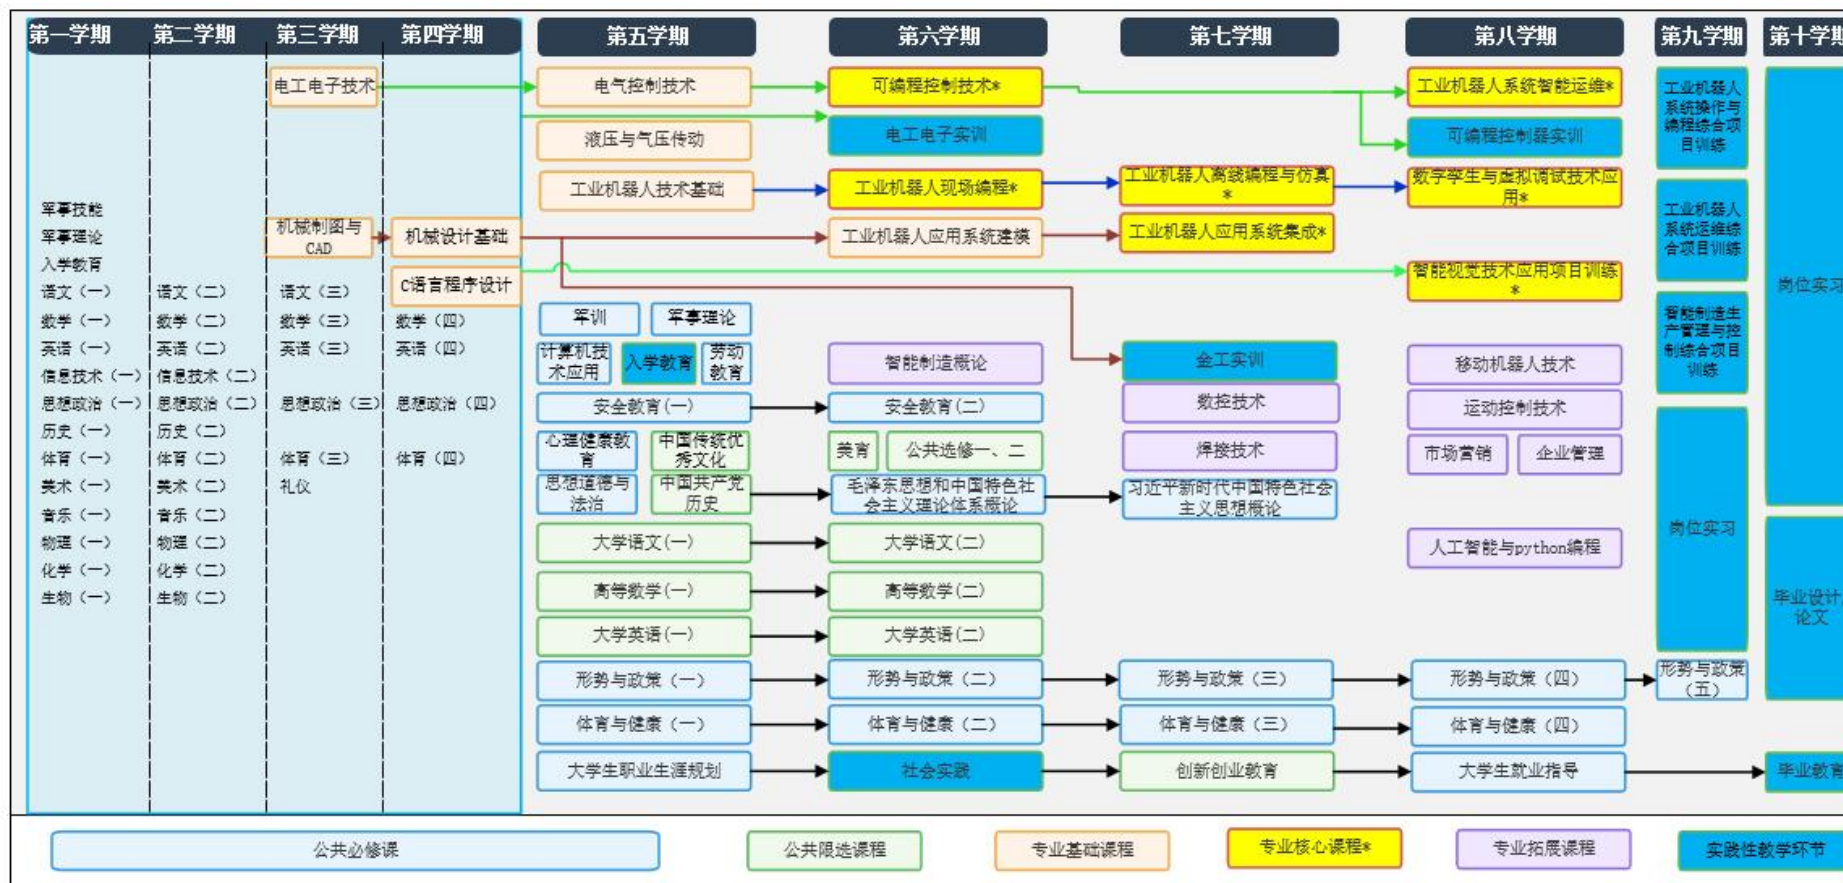 第一学期
第二学期
第三学期
第四学期
第五学期
第六学期
第七学期
第八学期
第九学期
第十学期
电工电子技术
电气控制技术
可编程控制技术*
工业机器人系统智能运维*
工业机器人
系统操作与
编程综合项
目训练
液压与气压传动
电工电子实训
可编程控制器实训
工业机器人技术基础
工业机器人现场编程*
工业机器人离线编程与仿真
*
数字孪生与虚拟调试技术应
用*
工业机器人
系统运维综
合项目训练
机械制图与
CAD
机械设计基础
工业机器人应用系统建模
工业机器人应用系统集成*
C语言程序设计
智能视觉技术应用项目训练
*
岗位实习
智能制造生
产管理与控
制综合项目
训练
军事技能
军事理论
入学教育
语文（一）
语文（二）
语文（三）
数学（一）
数学（二）
数学（三）
数学（四）
英语（一）
英语（二）
英语（三）
英语（四）
信息技术（一）
信息技术（二）
思想政治（一）
思想政治（二）
思想政治（三）
思想政治（四）
历史（一）
历史（二）
体育（一）
体育（二）
体育（三）
体育（四）
美术（一）
美术（二）
礼仪
音乐（一）
音乐（二）
物理（一）
物理（二）
化学（一）
化学（二）
生物（一）
生物（二）
军训
军事理论
计算机技
术应用
入学教育
劳动
教育
智能制造概论
金工实训
移动机器人技术
安全教育(一)
安全教育(二)
数控技术
运动控制技术
心理健康教
育
中国传统优
秀文化
美育
公共选修一、二
焊接技术
市场营销
企业管理
思想道德与
法治
中国共产党
历史
毛泽东思想和中国特色社
会主义理论体系概论
习近平新时代中国特色社会
主义思想概论
岗位实习
大学语文(一)
大学语文(二)
人工智能与python编程
高等数学(一)
高等数学(二)
毕业设计/
论文
大学英语(一)
大学英语(二)
形势与政策（一）
形势与政策（二）
形势与政策（三）
形势与政策（四）
形势与政策
（五）
体育与健康（一）
体育与健康（二）
体育与健康（三）
体育与健康（四）
大学生职业生涯规划
社会实践
创新创业教育
大学生就业指导
毕业教育
公共必修课
公共限选课程
专业基础课程
专业核心课程*
专业拓展课程
实践性教学环节